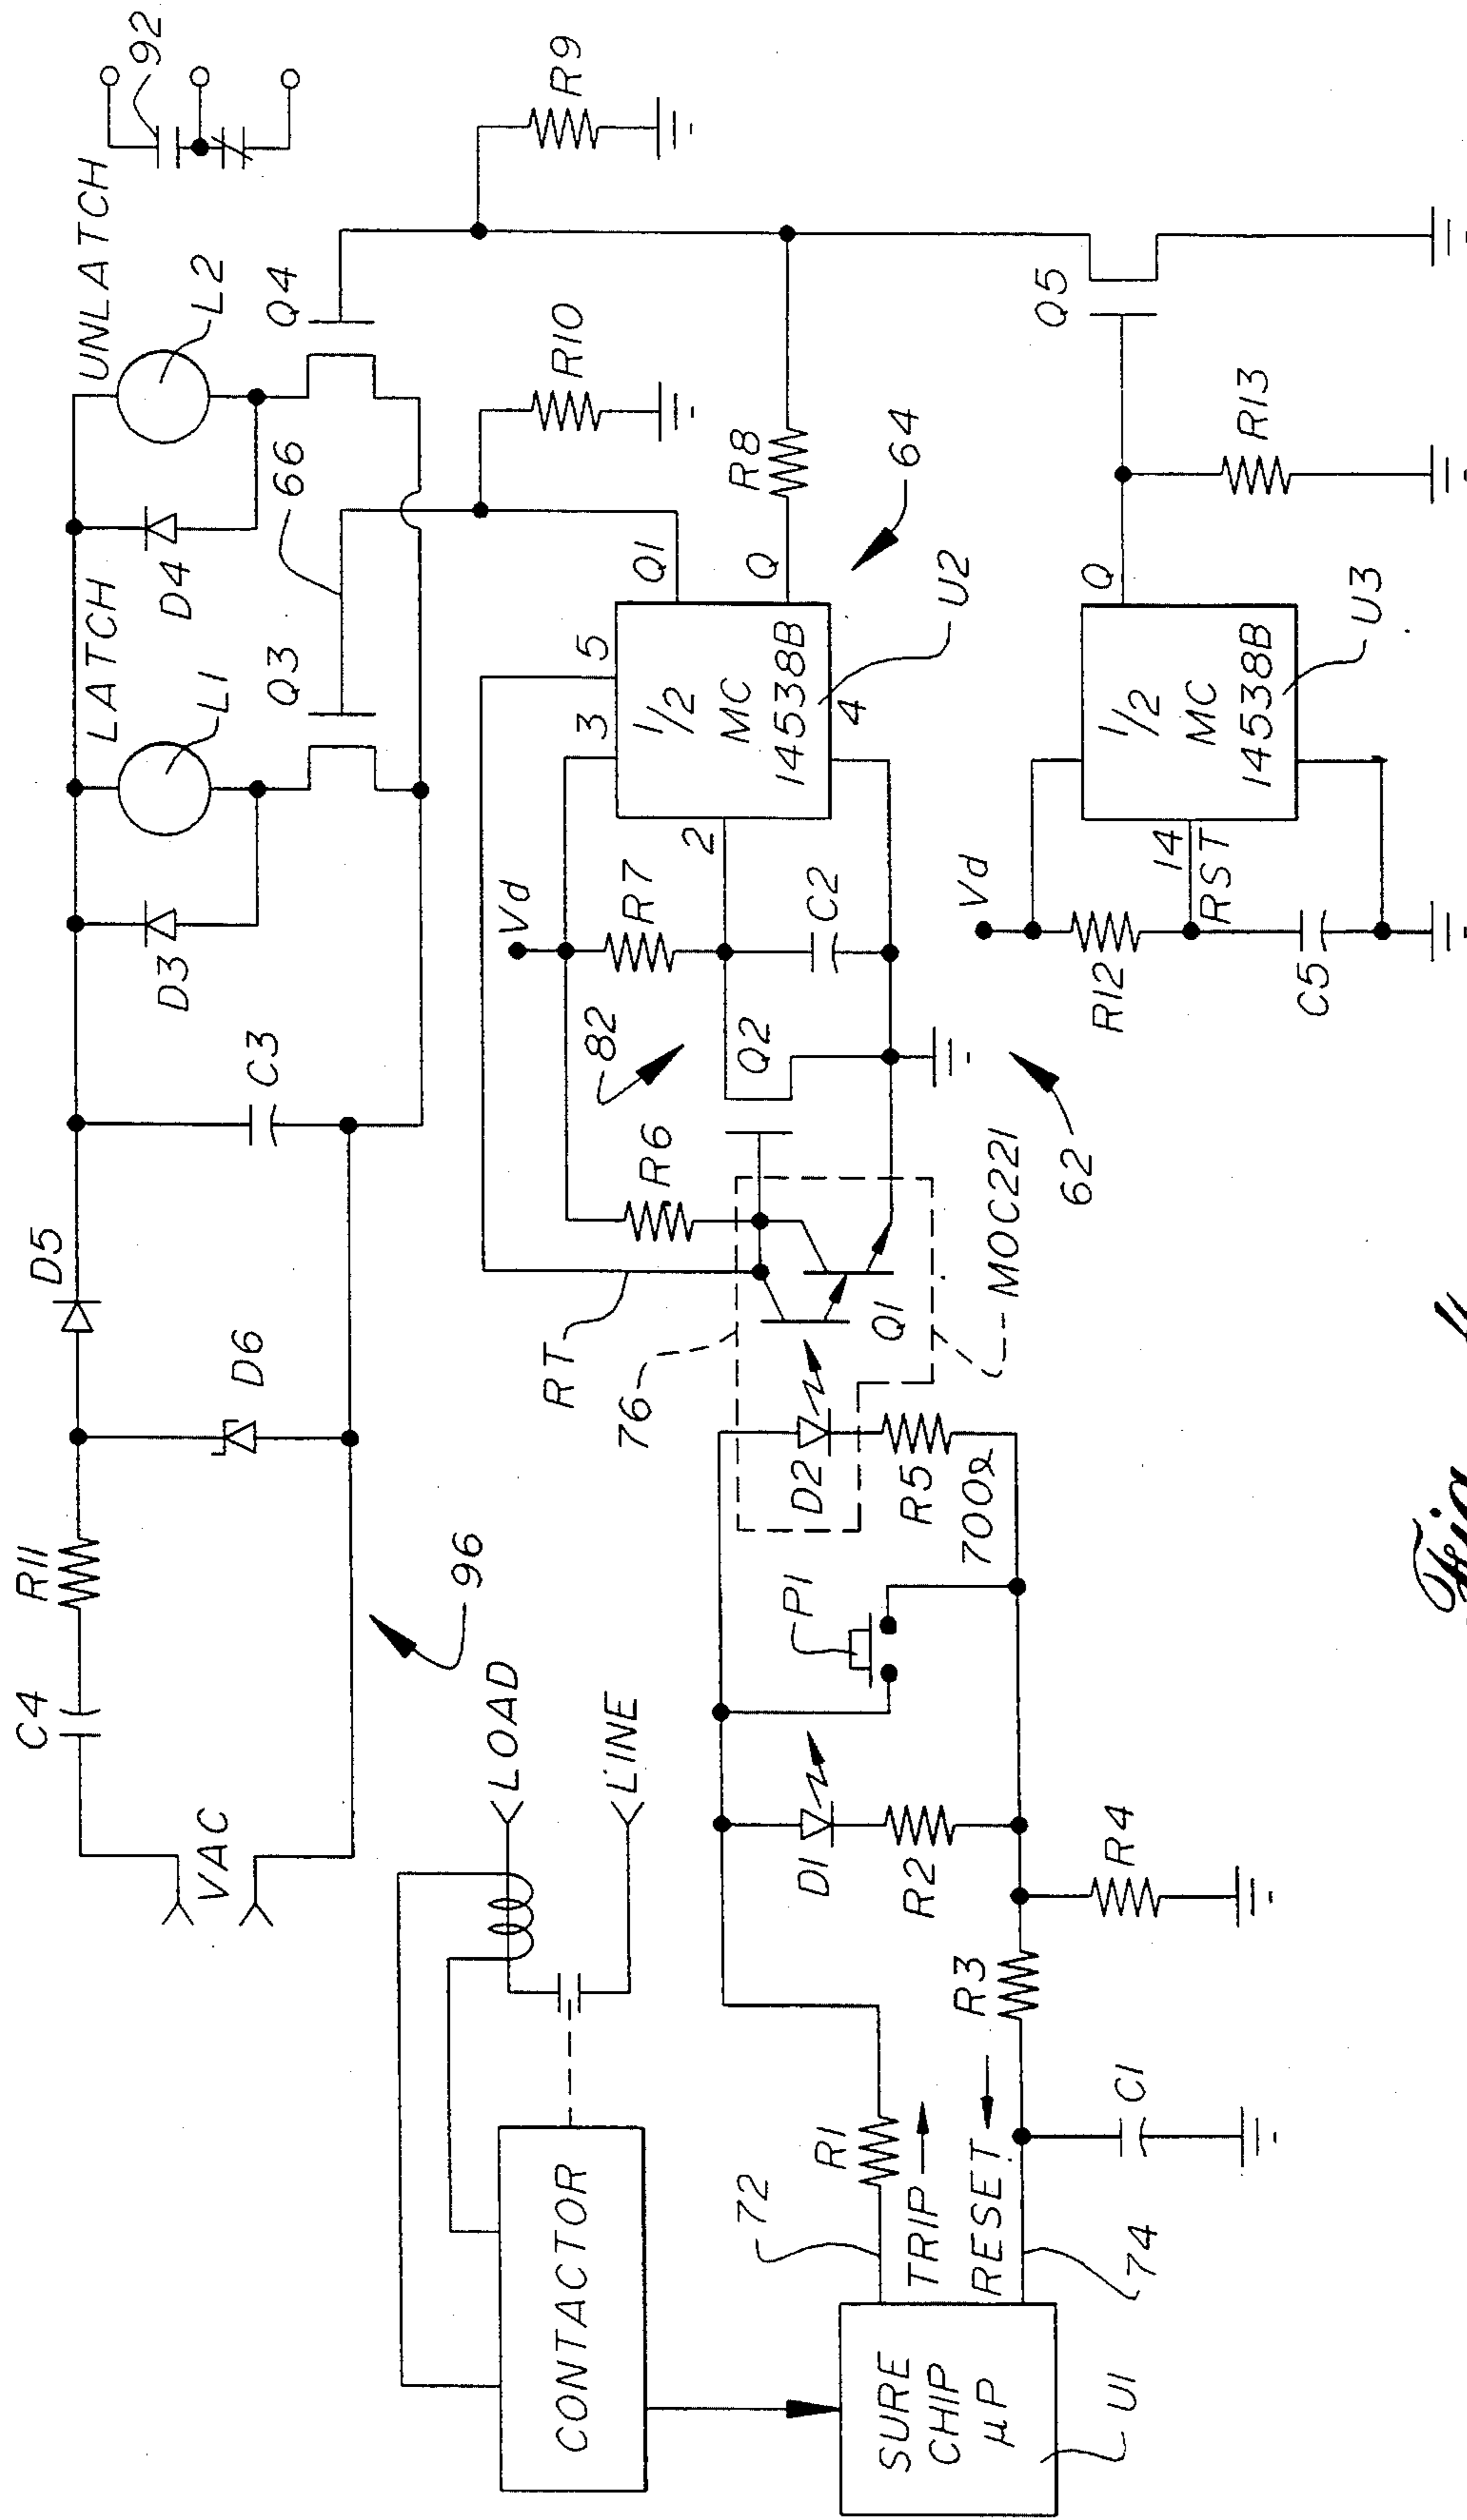 92
UNLATCH
L2
LATCH
L1
D5
R11
C4
VAC
D6
C3
D3
D4
66
Q3
Q4
R10
R9
96
LOAD
LINE
CONTACTOR
SURE
CHIP
µP
U1
72
74
TRIP
RESET
R1
R3
C1
R4
D1
R2
P1
D2
R5
700Ω
76
RT
R6
Q1
MOC221
82
Q2
Vd
R7
C2
2
3
5
4
1/2
MC
14538B
Q1
Q
U2
64
R8
62
Vd
R12
C5
14
RST
1/2
MC
14538B
Q
U3
R13
Q5